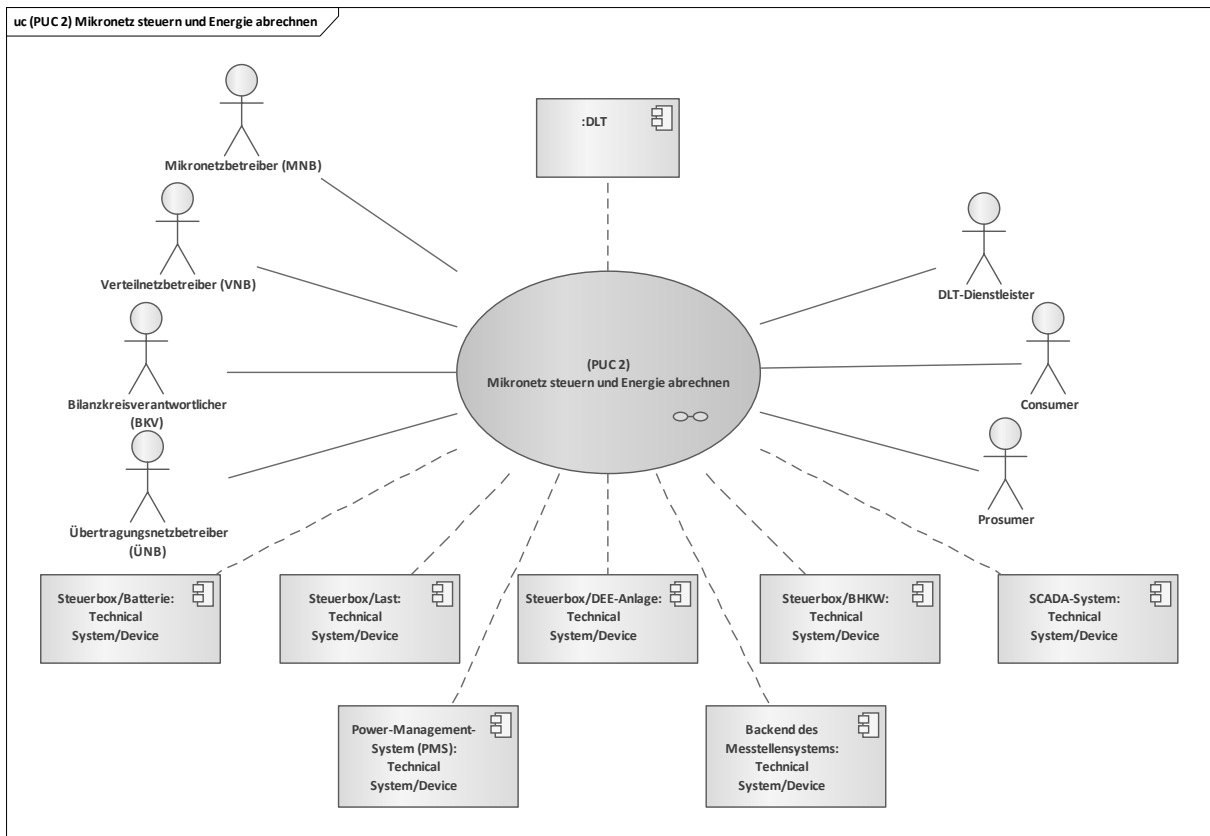 uc (PUC 2) Mikronetz steuern und Energie abrechnen
Mikronetzbetreiber (MNB)
:DLT
Verteilnetzbetreiber (VNB)
DLT-Dienstleister
Bilanzkreisverantwortlicher
(BKV)
(PUC 2)
Mikronetz steuern und Energie abrechnen
Consumer
Übertragungsnetzbetreiber
(ÜNB)
Prosumer
Steuerbox/Batterie:
Technical
System/Device
Steuerbox/Last:
Technical
System/Device
Steuerbox/DEE-Anlage:
Technical
System/Device
Steuerbox/BHKW:
Technical
System/Device
SCADA-System:
Technical
System/Device
Power-Management-
System (PMS):
Technical
System/Device
Backend des
Messtellensystems:
Technical
System/Device